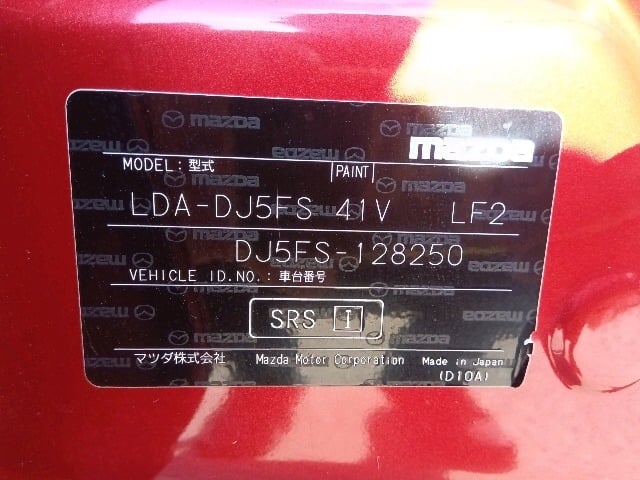 mazda
MODEL: 型式 PAINT
LDA-DJ5FS 41V LF2
DJ5FS-128250
VEHICLE ID.NO.: 車台番号
SRS I
マツダ株式会社 Mazda Motor Corporation Made in Japan
(D10A)